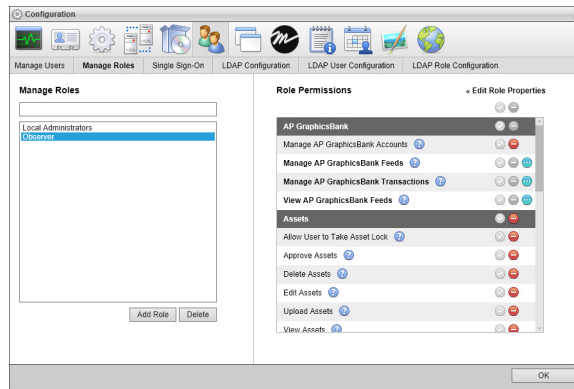 Configuration
Manage Users Manage Roles Single Sign-On LDAP Configuration LDAP User Configuration LDAP Role Configuration
Manage Roles
Local Administrators
Observer
Add Role Delete
Role Permissions « Edit Role Properties
AP GraphicsBank
Manage AP GraphicsBank Accounts ?
Manage AP GraphicsBank Feeds ?
Manage AP GraphicsBank Transactions ?
View AP GraphicsBank Feeds ?
Assets
Allow User to Take Asset Lock ?
Approve Assets ?
Delete Assets ?
Edit Assets ?
Upload Assets ?
View Assets ?
OK